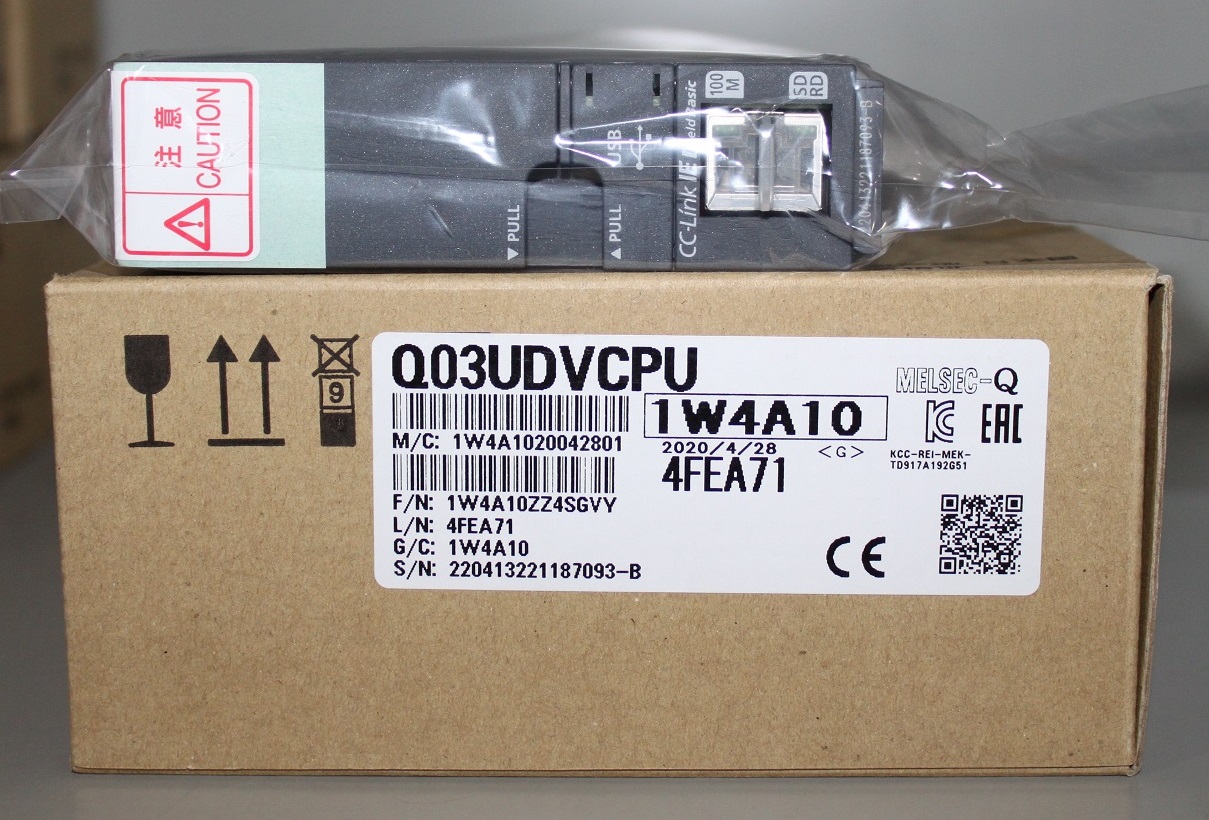 注意
CAUTION
PULL
PULL
USB
CC-Link IE Field Basic
100
M
SD
RD
9
Q03UDVCPU
MELSEC-Q
1W4A10
M/C: 1W4A1020042801
2020/4/28
<G>
KCC-REI-MEK-
TD917A192G51
EAC
4FEA71
F/N: 1W4A10ZZ4SGVY
L/N: 4FEA71
G/C: 1W4A10
S/N: 220413221187093-B
CE